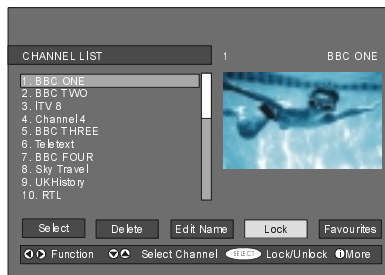 CHANNEL LIST
1 BBC ONE
1. BBC ONE
2. BBC TWO
3. ITV 8
4. Channel 4
5. BBC THREE
6. Teletext
7. BBC FOUR
8. Sky Travel
9. UKHistory
10. RTL
Select Delete Edit Name Lock Favourites
Function Select Channel SELECT Lock/Unlock i More